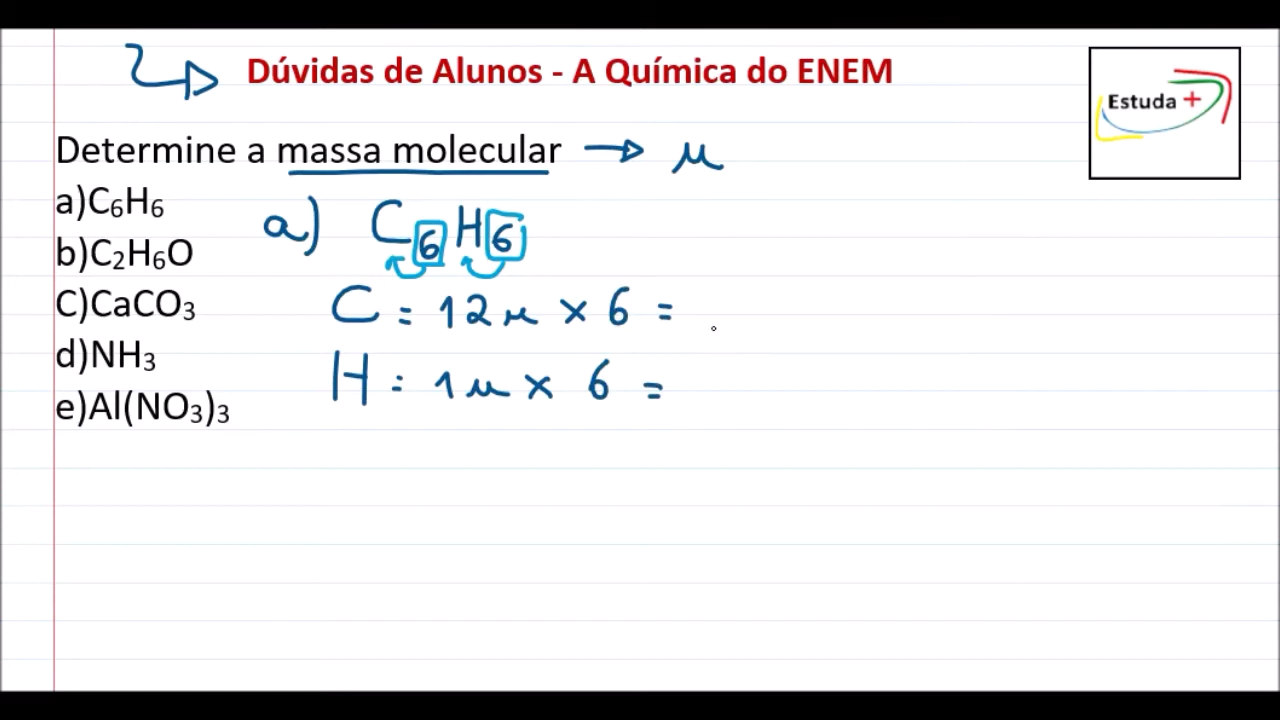 Dúvidas de Alunos - A Química do ENEM
Estuda +
Determine a massa molecular → u
a)C₆H₆
a) C₆H₆
b)C₂H₆O
C)CaCO₃
C = 12u × 6 =
d)NH₃
H = 1u × 6 =
e)Al(NO₃)₃